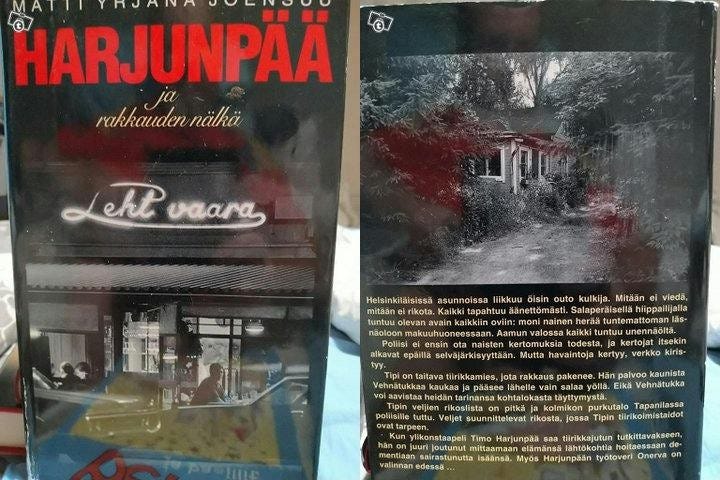 MATTI YRJÄNÄ JOENSUU
HARJUNPÄÄ
ja
rakkauden nälkä
Leht vaara
Helsinkiläisissä asunnoissa liikkuu öisin outo kulkija. Mitään ei viedä,
mitään ei rikota. Kaikki tapahtuu äänettömästi. Salaperäisellä hiippailijalla
tuntuu olevan avain kaikkiin oviin: moni nainen herää tuntemattoman läs-
näoloon makuuhuoneessaan. Aamun valossa kaikki tuntuu unennäöltä.
Poliisi ei ensin ota naisten kertomuksia todesta, ja kertojat itsekin
alkavat epäillä selväjärkisyyttään. Mutta havaintoja kertyy, verkko kiris-
tyy.
Tipi on taitava tiirikkamies, jota rakkaus pakenee. Hän palvoo kaunista
Vehnätukkaa kaukaa ja pääsee lähelle vain salaa yöllä. Eikä Vehnätukka
voi aavistaa heidän tarinansa kohtalokasta täyttymystä.
Tipin veljien rikoslista on pitkä ja kolmikon purkutalo Tapanilassa
poliisille tuttu. Veljet suunnittelevat rikosta, jossa Tipin tiirikoimistaidot
ovat tarpeen.
Kun ylikonstaapeli Timo Harjunpää saa tiirikkajutun tutkittavakseen,
hän on juuri joutunut mittaamaan elämänsä lähtökohtia hoitaessaan de-
mentiaan sairastunutta isäänsä. Myös Harjunpään työtoveri Onerva on
valinnan edessä ...